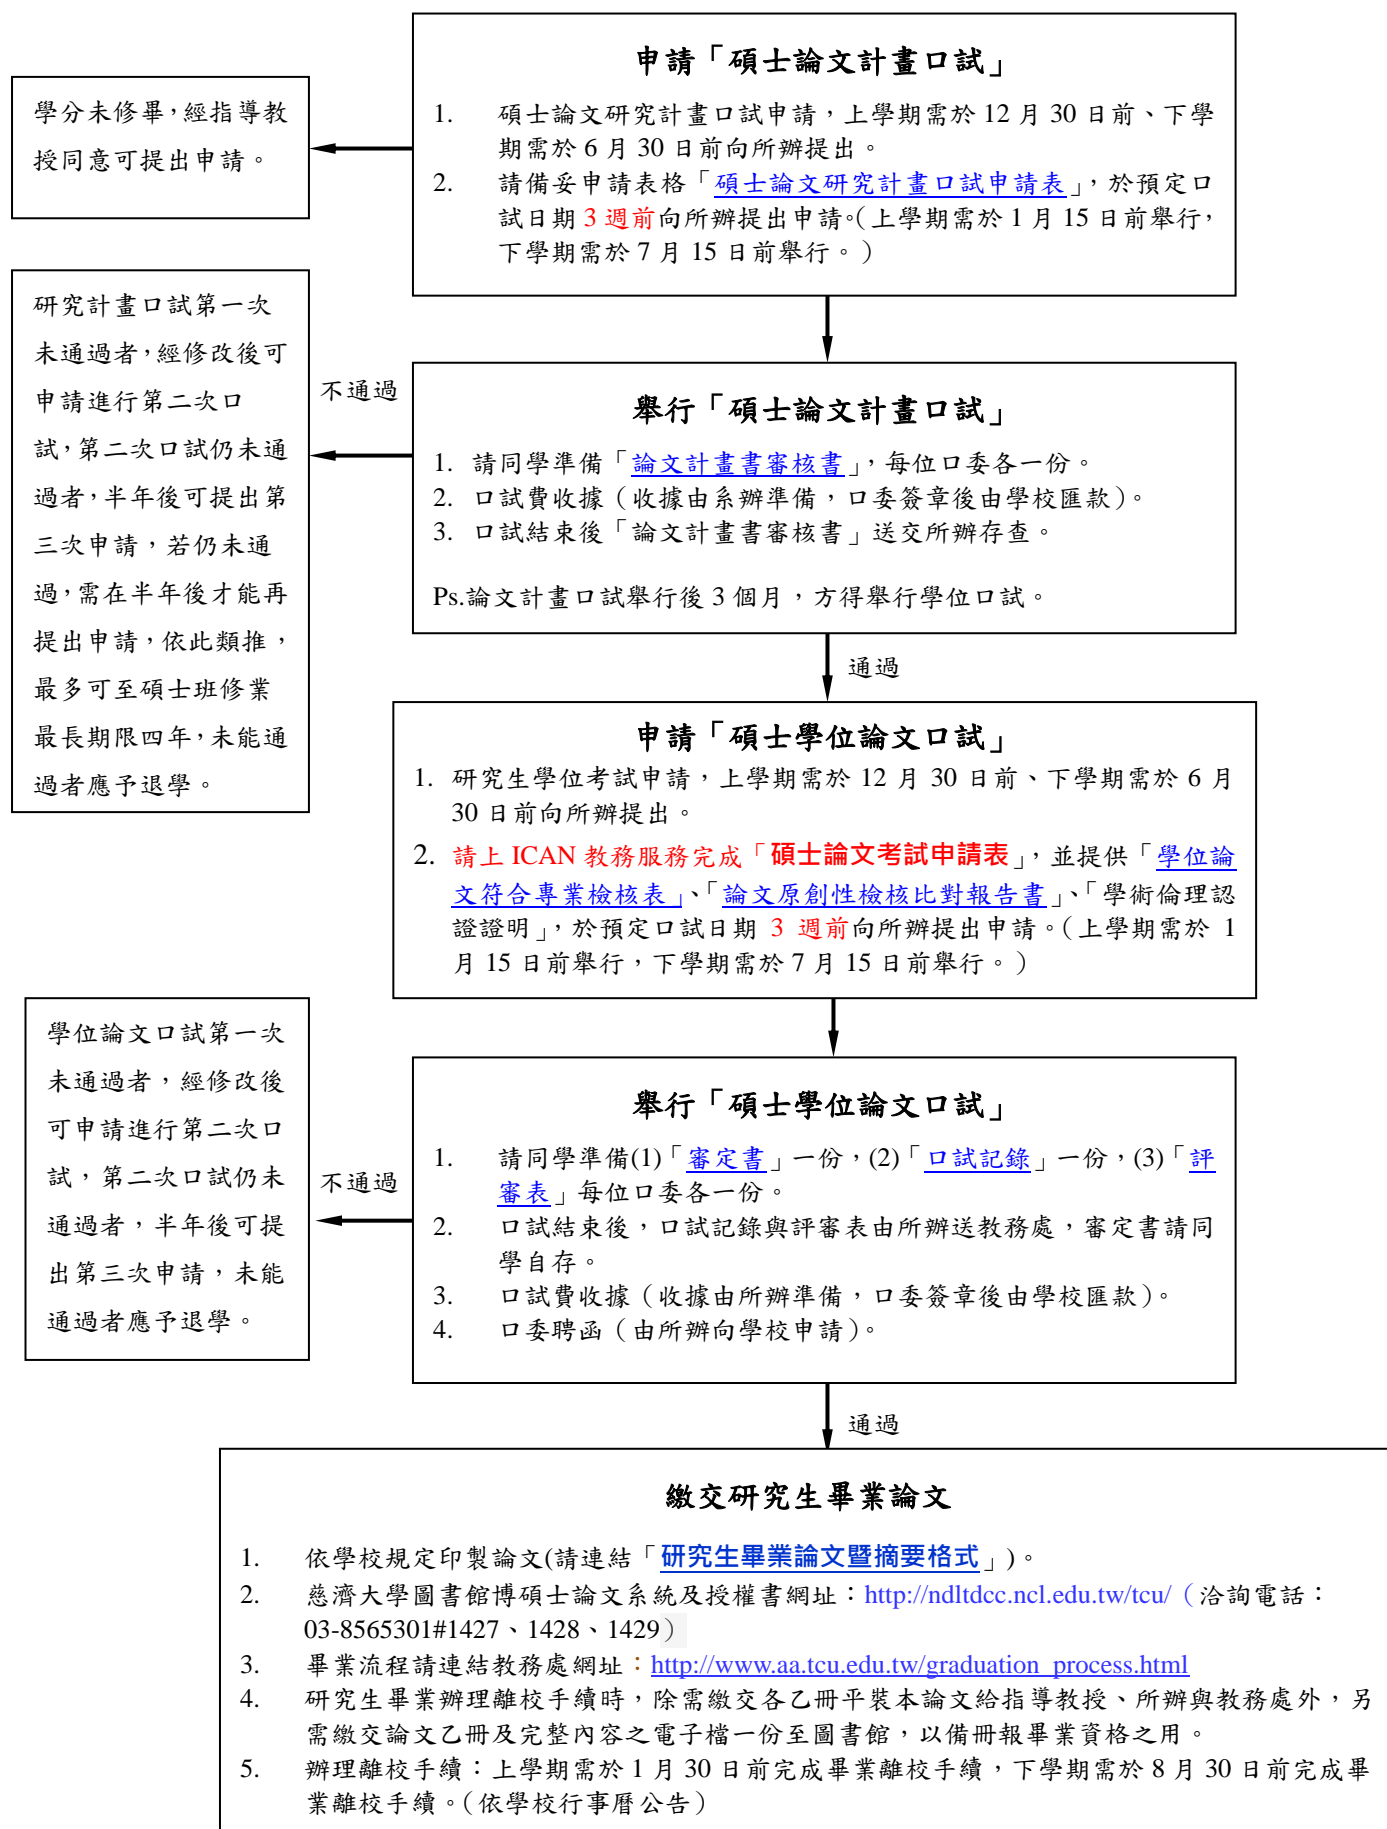 申請「碩士論文計畫口試」
1. 碩士論文研究計畫口試申請，上學期需於 12 月 30 日前、下學
期需於 6 月 30 日前向所辦提出。
2. 請備妥申請表格「碩士論文研究計畫口試申請表」，於預定口
試日期 3 週前向所辦提出申請。（上學期需於 1 月 15 日前舉行，
下學期需於 7 月 15 日前舉行。）
學分未修畢，經指導教
授同意可提出申請。
舉行「碩士論文計畫口試」
1. 請同學準備「論文計畫書審核書」，每位口委各一份。
2. 口試費收據（收據由系辦準備，口委簽章後由學校匯款）。
3. 口試結束後「論文計畫書審核書」送交所辦存查。
Ps.論文計畫口試舉行後 3 個月，方得舉行學位口試。
不通過
研究計畫口試第一次
未通過者，經修改後可
申請進行第二次口
試，第二次口試仍未通
過者，半年後可提出第
三次申請，若仍未通
過，需在半年後才能再
提出申請，依此類推，
最多可至碩士班修業
最長期限四年，未能通
過者應予退學。
通過
申請「碩士學位論文口試」
1. 研究生學位考試申請，上學期需於 12 月 30 日前、下學期需於 6 月
30 日前向所辦提出。
2. 請上 ICAN 教務服務完成「碩士論文考試申請表」，並提供「學位論
文符合專業檢核表」、「論文原創性檢核比對報告書」、「學術倫理認
證證明」，於預定口試日期 3 週前向所辦提出申請。（上學期需於 1
月 15 日前舉行，下學期需於 7 月 15 日前舉行。）
舉行「碩士學位論文口試」
1. 請同學準備(1)「審定書」一份，(2)「口試記錄」一份，(3)「評
審表」每位口委各一份。
2. 口試結束後，口試記錄與評審表由所辦送教務處，審定書請同
學自存。
3. 口試費收據（收據由所辦準備，口委簽章後由學校匯款）。
4. 口委聘函（由所辦向學校申請）。
不通過
學位論文口試第一次
未通過者，經修改後
可申請進行第二次口
試，第二次口試仍未
通過者，半年後可提
出第三次申請，未能
通過者應予退學。
通過
繳交研究生畢業論文
1. 依學校規定印製論文(請連結「研究生畢業論文暨摘要格式」)。
2. 慈濟大學圖書館博碩士論文系統及授權書網址：http://ndltdcc.ncl.edu.tw/tcu/（洽詢電話：
03-8565301#1427、1428、1429）
3. 畢業流程請連結教務處網址：http://www.aa.tcu.edu.tw/graduation_process.html
4. 研究生畢業辦理離校手續時，除需繳交各乙冊平裝本論文給指導教授、所辦與教務處外，另
需繳交論文乙冊及完整內容之電子檔一份至圖書館，以備冊報畢業資格之用。
5. 辦理離校手續：上學期需於 1 月 30 日前完成畢業離校手續，下學期需於 8 月 30 日前完成畢
業離校手續。（依學校行事曆公告）